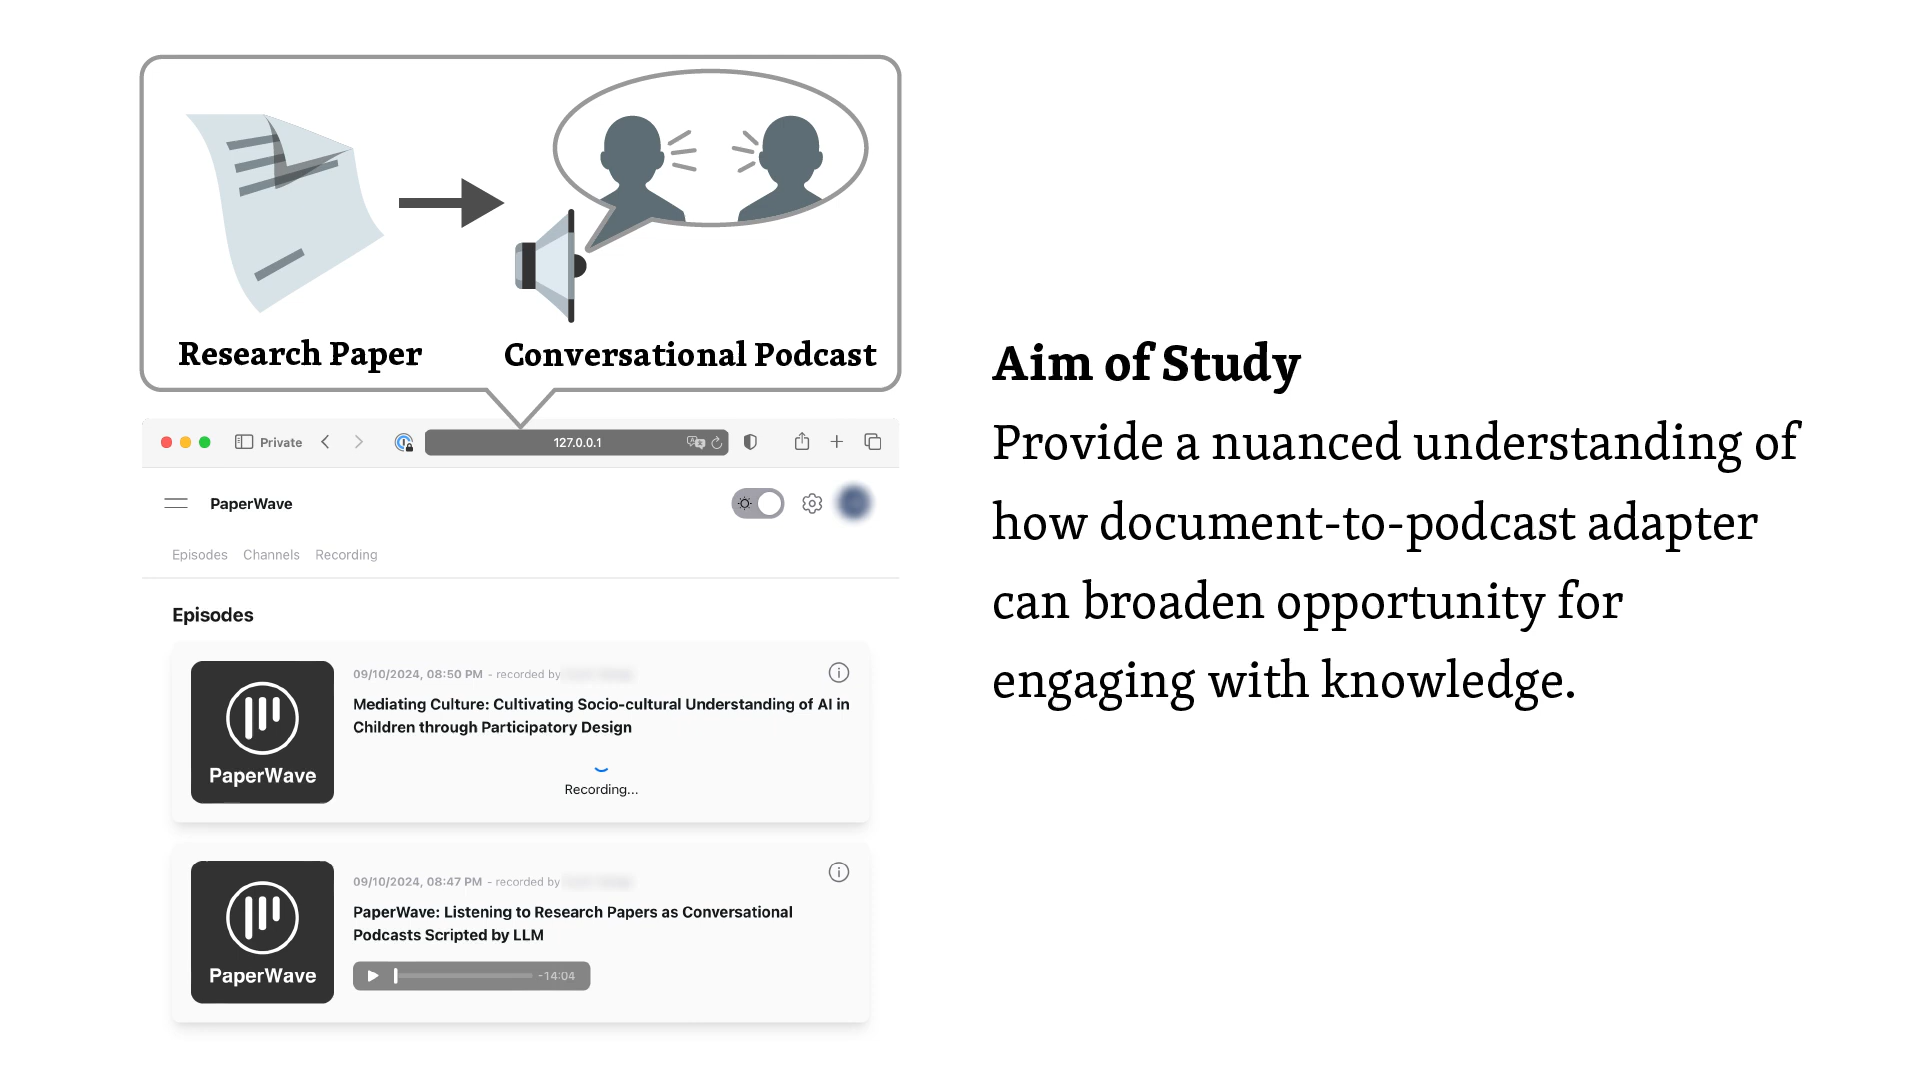 Research Paper
Conversational Podcast
Private
127.0.0.1
PaperWave
Episodes Channels Recording
Episodes
09/10/2024, 08:50 PM - recorded by
Mediating Culture: Cultivating Socio-cultural Understanding of AI in
Children through Participatory Design
PaperWave
Recording...
09/10/2024, 08:47 PM - recorded by
PaperWave: Listening to Research Papers as Conversational
Podcasts Scripted by LLM
PaperWave
-14:04
Aim of Study
Provide a nuanced understanding of
how document-to-podcast adapter
can broaden opportunity for
engaging with knowledge.